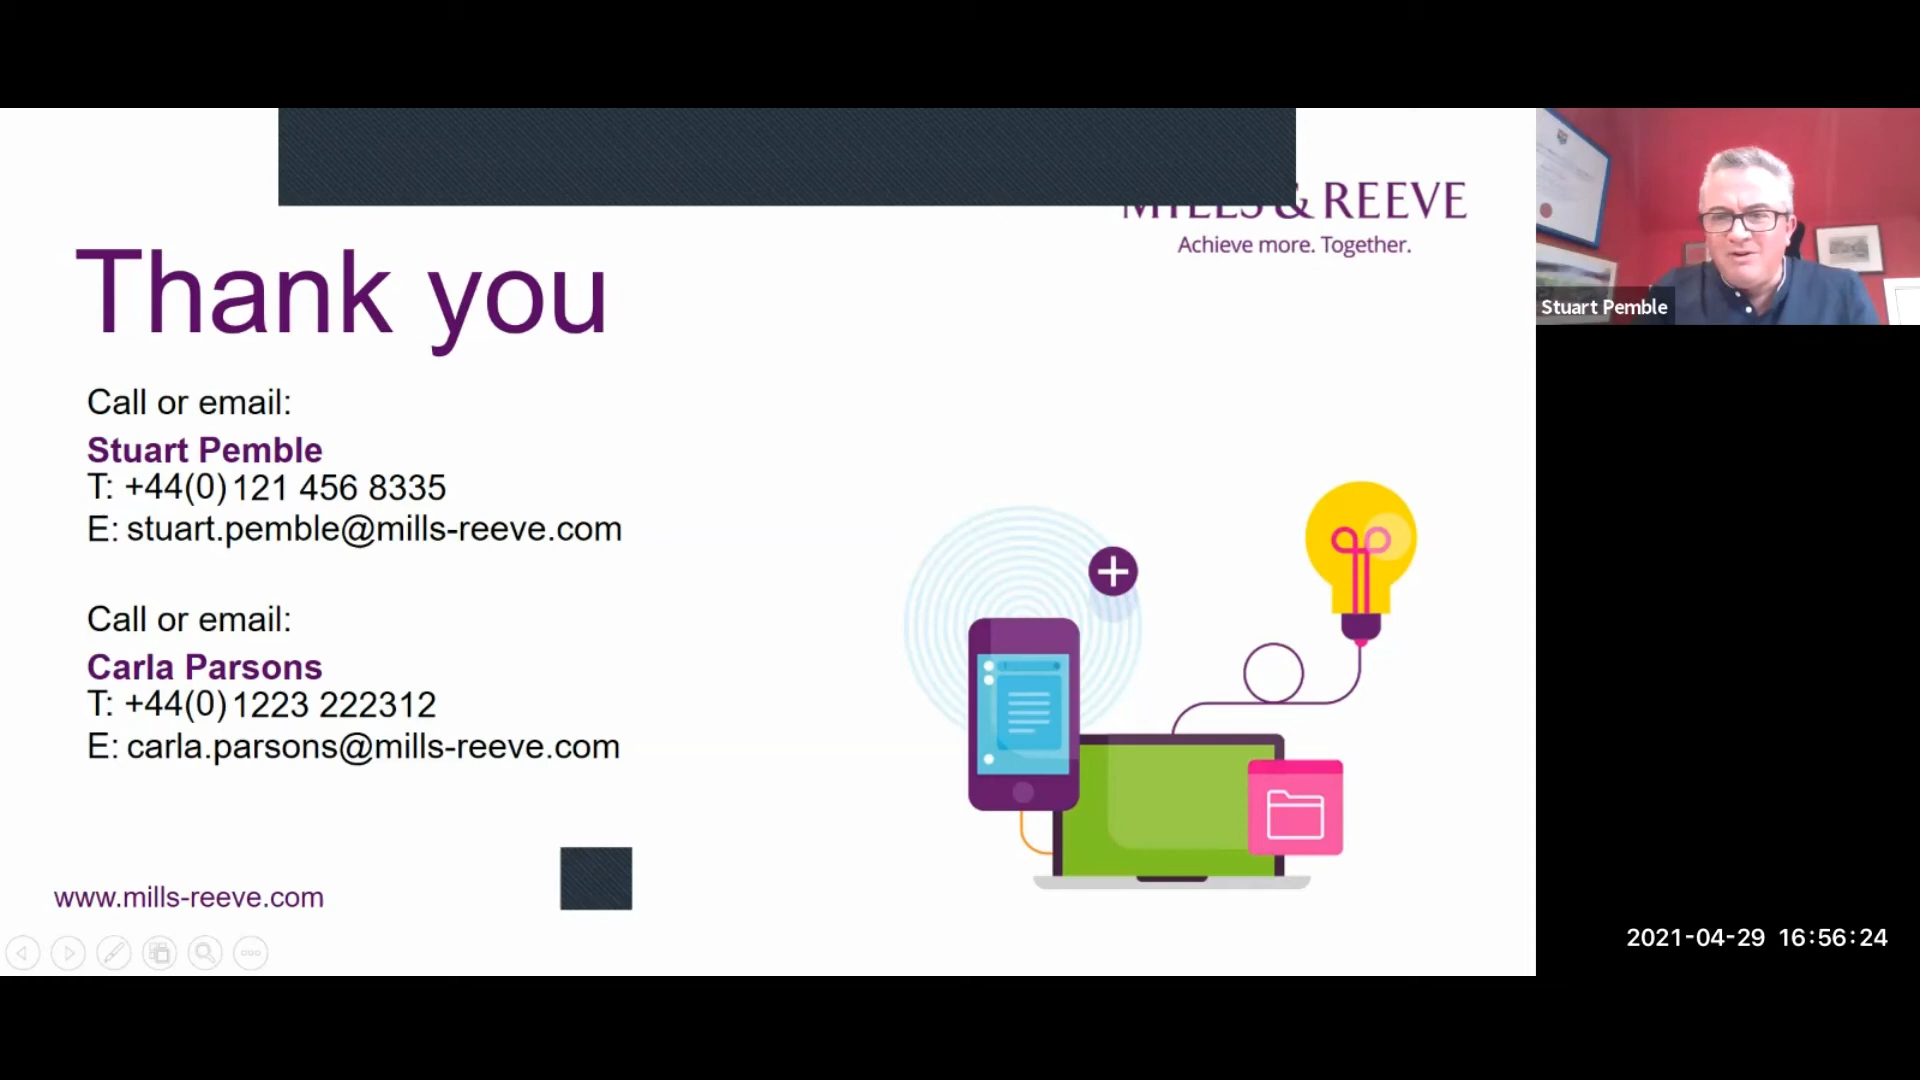 MILLS & REEVE
Achieve more. Together.
Thank you
Call or email:
Stuart Pemble
T: +44(0) 121 456 8335
E: stuart.pemble@mills-reeve.com
Call or email:
Carla Parsons
T: +44(0) 1223 222312
E: carla.parsons@mills-reeve.com
www.mills-reeve.com
Stuart Pemble
2021-04-29 16:56:24